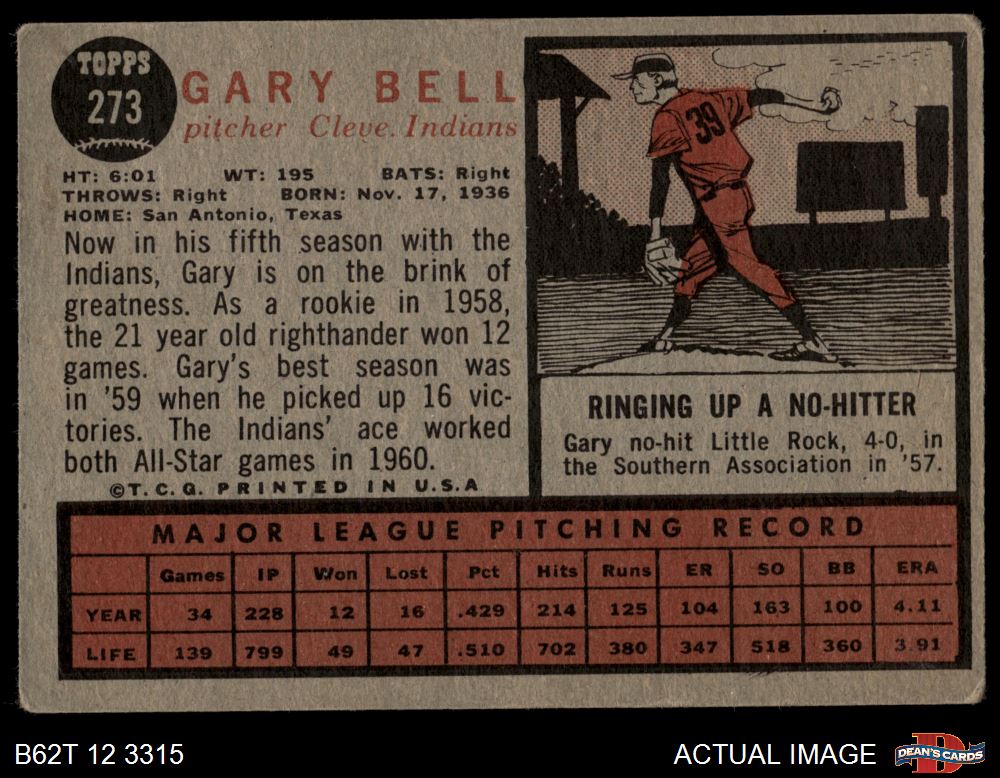 TOPPS
273
GARY BELL
pitcher Cleve. Indians
HT: 6:01 WT: 195 BATS: Right
THROWS: Right BORN: Nov. 17, 1936
HOME: San Antonio, Texas
Now in his fifth season with the
Indians, Gary is on the brink of
greatness. As a rookie in 1958,
the 21 year old righthander won 12
games. Gary's best season was
in '59 when he picked up 16 vic-
tories. The Indians' ace worked
both All-Star games in 1960.
©T.C.G. PRINTED IN U.S.A
39
RINGING UP A NO-HITTER
Gary no-hit Little Rock, 4-0, in
the Southern Association in '57.
MAJOR LEAGUE PITCHING RECORD
Games IP Won Lost Pct Hits Runs ER SO BB ERA
YEAR 34 228 12 16 .429 214 125 104 163 100 4.11
LIFE 139 799 49 47 .510 702 380 347 518 360 3.91
B62T 12 3315
ACTUAL IMAGE
DEAN'S CARDS